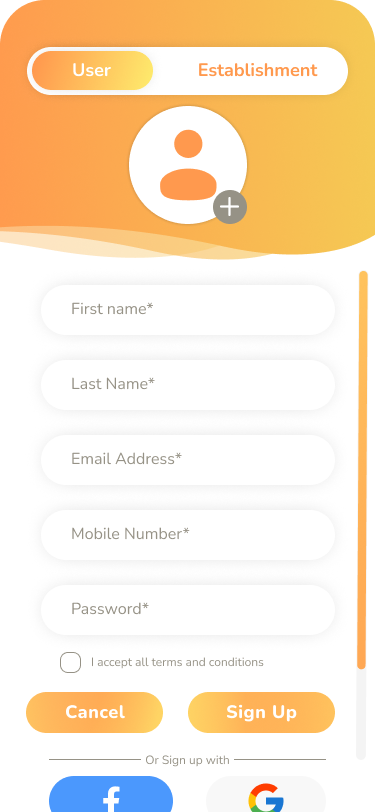 User
Establishment
First name*
Last Name*
Email Address*
Mobile Number*
Password*
I accept all terms and conditions
Cancel
Sign Up
Or Sign up with